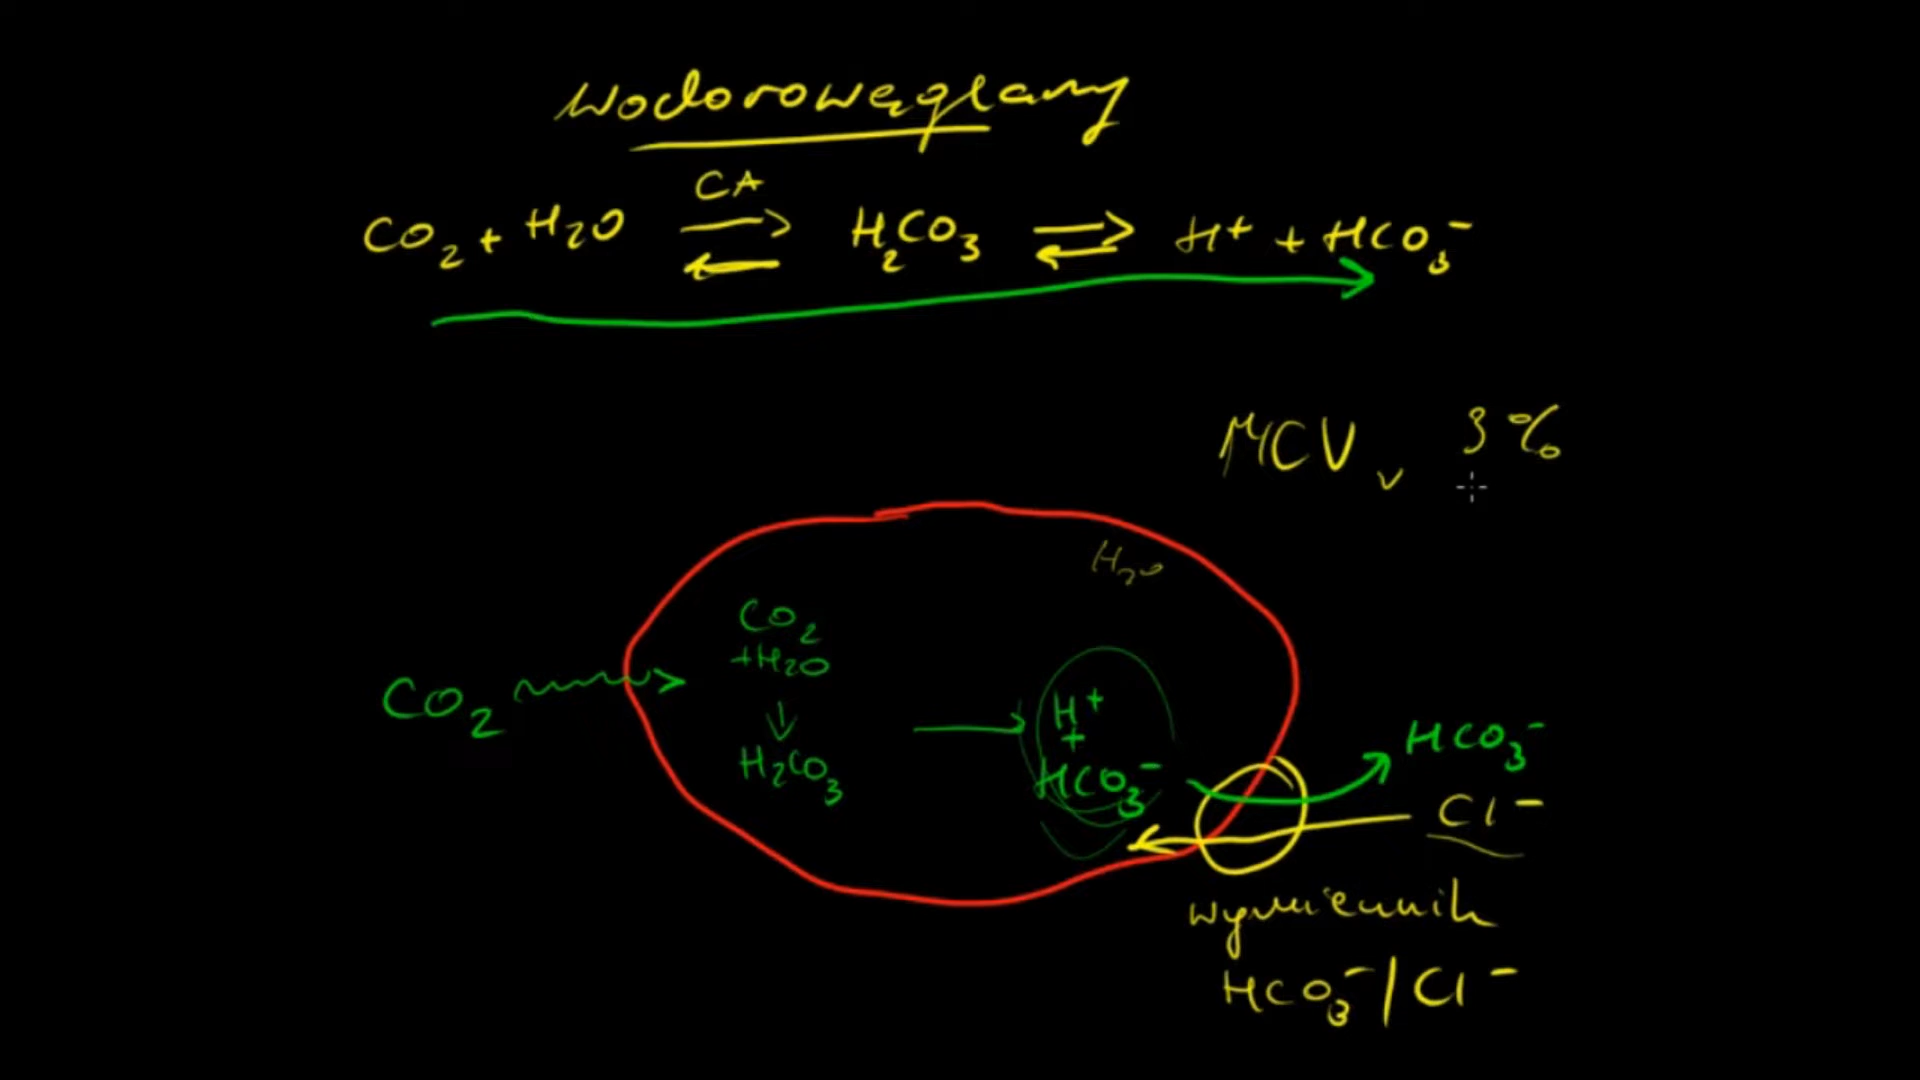 Wodorowęglany
CA
CO₂ + H₂O ⇌ H₂CO₃ ⇌ H⁺ + HCO₃⁻
MCV v 3%
H₂O
CO₂
+H₂O
↓
H₂CO₃
CO₂ → 
→ H⁺
+
HCO₃⁻
HCO₃⁻
Cl⁻
wymiennik
HCO₃⁻/Cl⁻